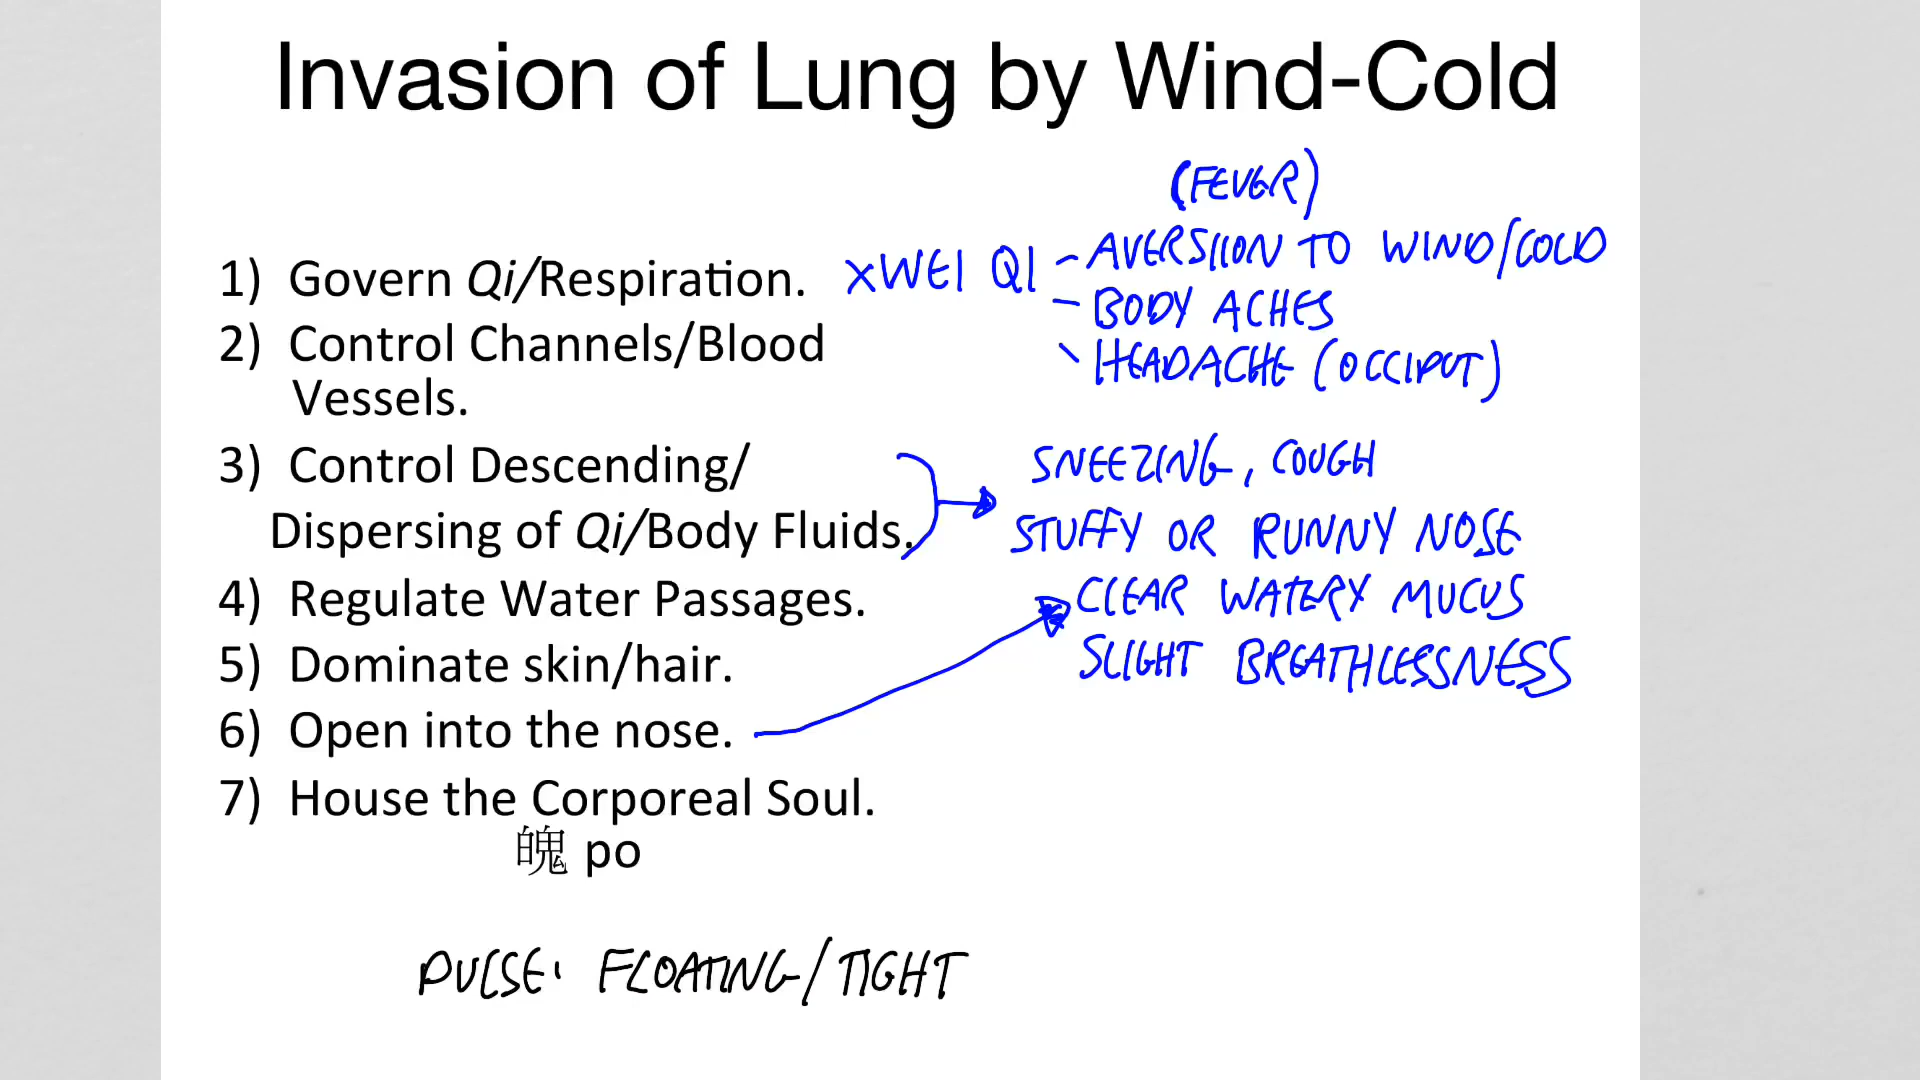 Invasion of Lung by Wind-Cold
(FEVER)
1) Govern Qi/Respiration. XWEI QI - AVERSIION TO WIND/COLD
- BODY ACHES
2) Control Channels/Blood
\ HEADACHE (OCCIPUT)
Vessels.
3) Control Descending/ SNEEZING, COUGH
Dispersing of Qi/Body Fluids. STUFFY OR RUNNY NOSE
4) Regulate Water Passages. CLEAR WATERY MUCUS
5) Dominate skin/hair. SLIGHT BREATHLESSNESS
6) Open into the nose.
7) House the Corporeal Soul.
魄 po
PULSE: FLOATING/TIGHT